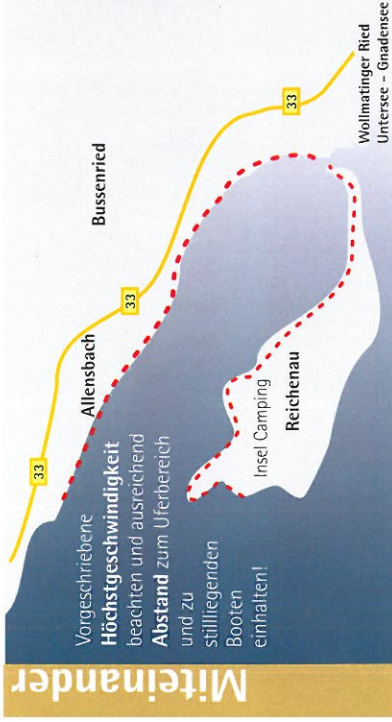 Miteinander
Vorgeschriebene
Höchstgeschwindigkeit
beachten und ausreichend
Abstand zum Uferbereich
und zu
stillliegenden
Booten
einhalten!
33
Allensbach
33
Bussenried
33
Insel Camping
Reichenau
Wollmatinger Ried
Untersee – Gnadensee